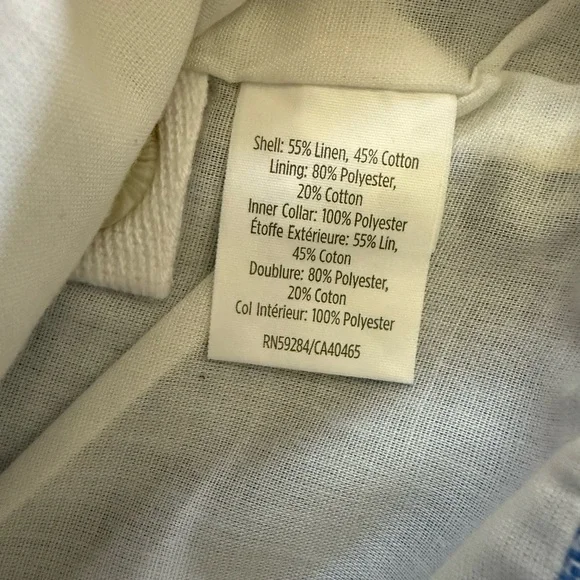 Shell: 55% Linen, 45% Cotton
Lining: 80% Polyester,
20% Cotton
Inner Collar: 100% Polyester
Étoffe Extérieure: 55% Lin,
45% Coton
Doublure: 80% Polyester,
20% Coton
Col Intérieur: 100% Polyester
RN59284/CA40465